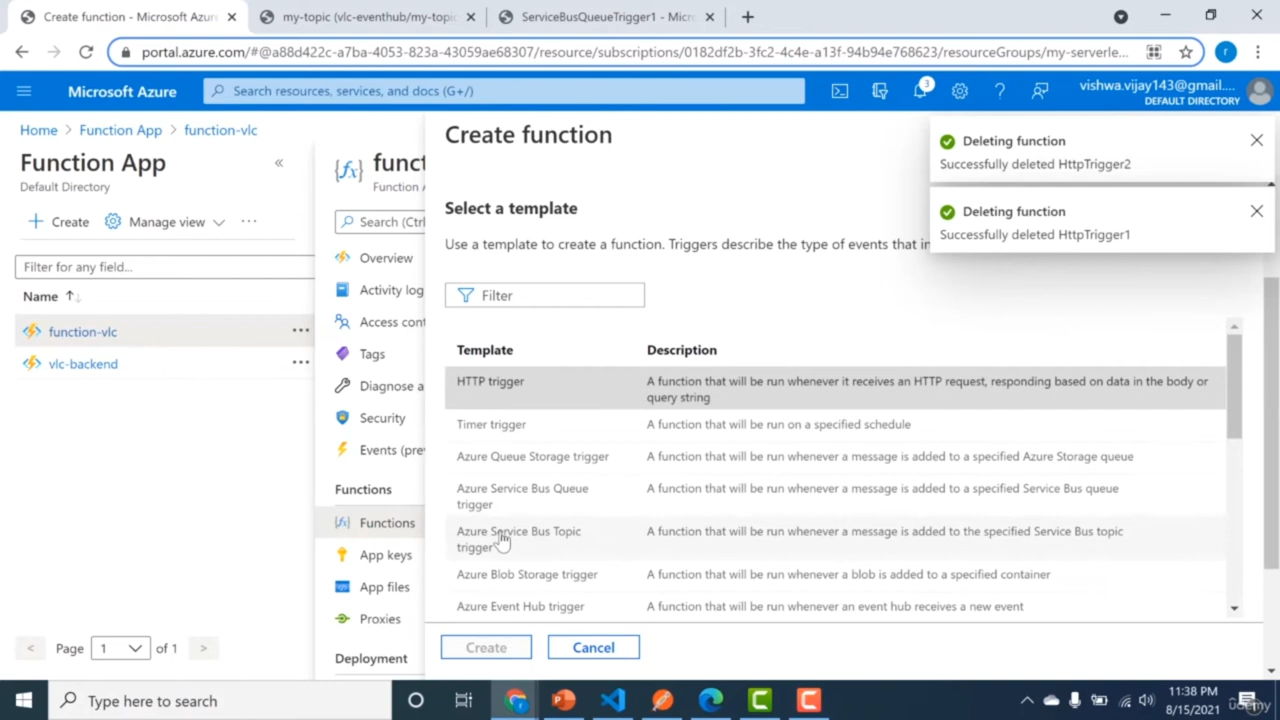 Create function - Microsoft Azur
my-topic (vlc-eventhub/my-topic
ServiceBusQueueTrigger1 - Micro
portal.azure.com/#@a88d422c-a7ba-4053-823a-43059ae68307/resource/subscriptions/0182df2b-3fc2-4c4e-a13f-94b94e768623/resourceGroups/my-serverle...
r
Microsoft Azure
Search resources, services, and docs (G+/)
3
vishwa.vijay143@gmail....
DEFAULT DIRECTORY
Home > Function App > function-vlc
Function App
Default Directory
+ Create
Manage view
Filter for any field...
Name
function-vlc
vlc-backend
< Page 1 of 1 >
{fx} funct
Function A
Search (Ctrl
Overview
Activity log
Access cont
Tags
Diagnose a
Security
Events (pre
Functions
Functions
App keys
App files
Proxies
Deployment
Create function
Select a template
Use a template to create a function. Triggers describe the type of events that in
Filter
Template Description
HTTP trigger A function that will be run whenever it receives an HTTP request, responding based on data in the body or
query string
Timer trigger A function that will be run on a specified schedule
Azure Queue Storage trigger A function that will be run whenever a message is added to a specified Azure Storage queue
Azure Service Bus Queue A function that will be run whenever a message is added to a specified Service Bus queue
trigger
Azure Service Bus Topic A function that will be run whenever a message is added to the specified Service Bus topic
trigger
Azure Blob Storage trigger A function that will be run whenever a blob is added to a specified container
Azure Event Hub trigger A function that will be run whenever an event hub receives a new event
Create Cancel
Deleting function
Successfully deleted HttpTrigger2
Deleting function
Successfully deleted HttpTrigger1
Type here to search
11:38 PM
8/15/2021
ûdemy